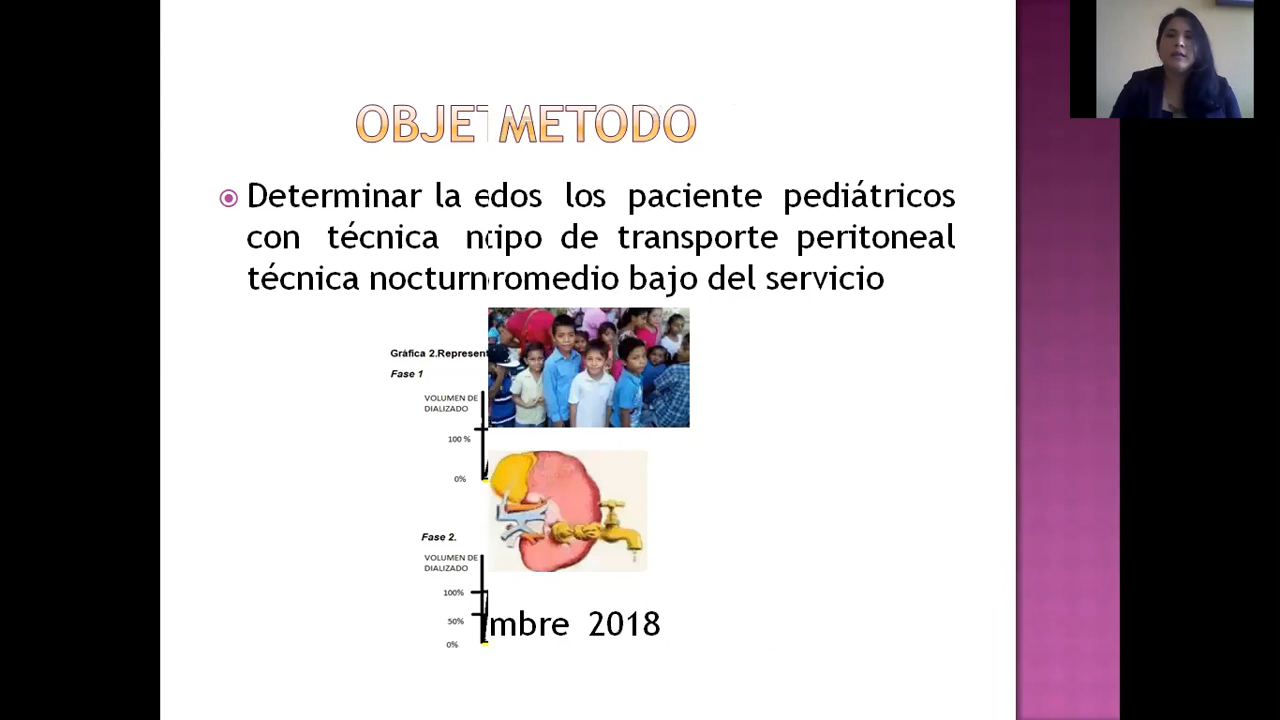 OBJET METODO
Determinar la edos los paciente pediátricos
con técnica ncipo de transporte peritoneal
técnica nocturnromedio bajo del servicio
Gràfica 2.Represent
Fase 1
VOLUMEN DE
DIALIZADO
100 %
0%
Fase 2.
VOLUMEN DE
DIALIZADO
100%
50%
0%
mbre 2018